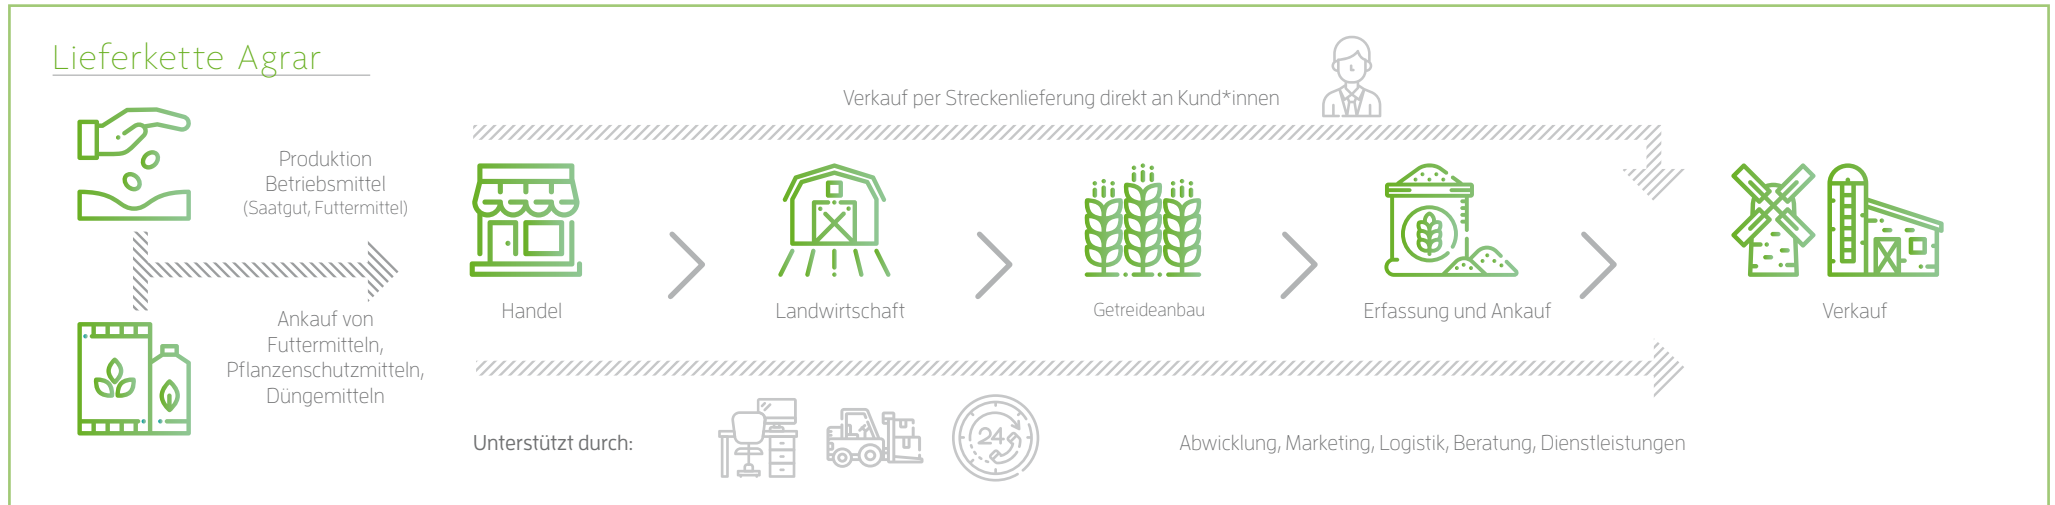 Lieferkette Agrar
Verkauf per Streckenlieferung direkt an Kund*innen
Produktion
Betriebsmittel
(Saatgut, Futtermittel)
Ankauf von
Futtermitteln,
Pflanzenschutzmitteln,
Düngemitteln
Handel
Landwirtschaft
Getreideanbau
Erfassung und Ankauf
Verkauf
Unterstützt durch:
24
Abwicklung, Marketing, Logistik, Beratung, Dienstleistungen